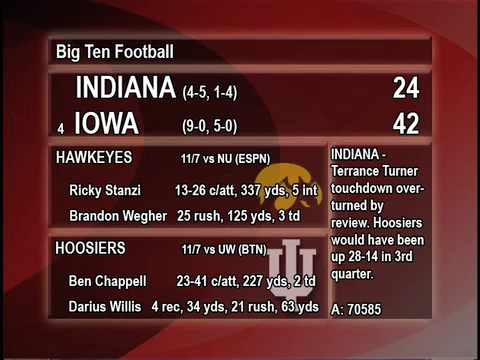 Big Ten Football
INDIANA (4-5, 1-4) 24
4 IOWA (9-0, 5-0) 42
HAWKEYES 11/7 vs NU (ESPN)
Ricky Stanzi 13-26 c/att, 337 yds, 5 int
Brandon Wegher 25 rush, 125 yds, 3 td
HOOSIERS 11/7 vs UW (BTN)
Ben Chappell 23-41 c/att, 227 yds, 2 td
Darius Willis 4 rec, 34 yds, 21 rush, 63 yds
INDIANA -
Terrance Turner
touchdown over-
turned by
review. Hoosiers
would have been
up 28-14 in 3rd
quarter.
A: 70585